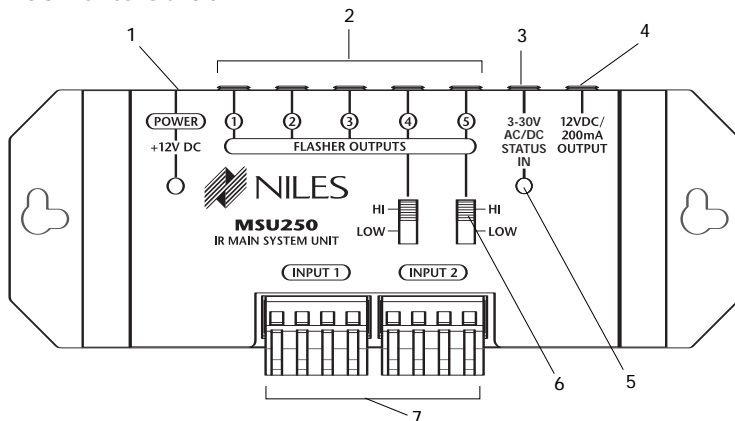 1
2
3
4
POWER
+12V DC
1
2
3
4
5
FLASHER OUTPUTS
3-30V
AC/DC
STATUS
IN
12VDC/
200mA
OUTPUT
NILES
MSU250
IR MAIN SYSTEM UNIT
HI
LOW
HI
LOW
INPUT 1
INPUT 2
6
5
7